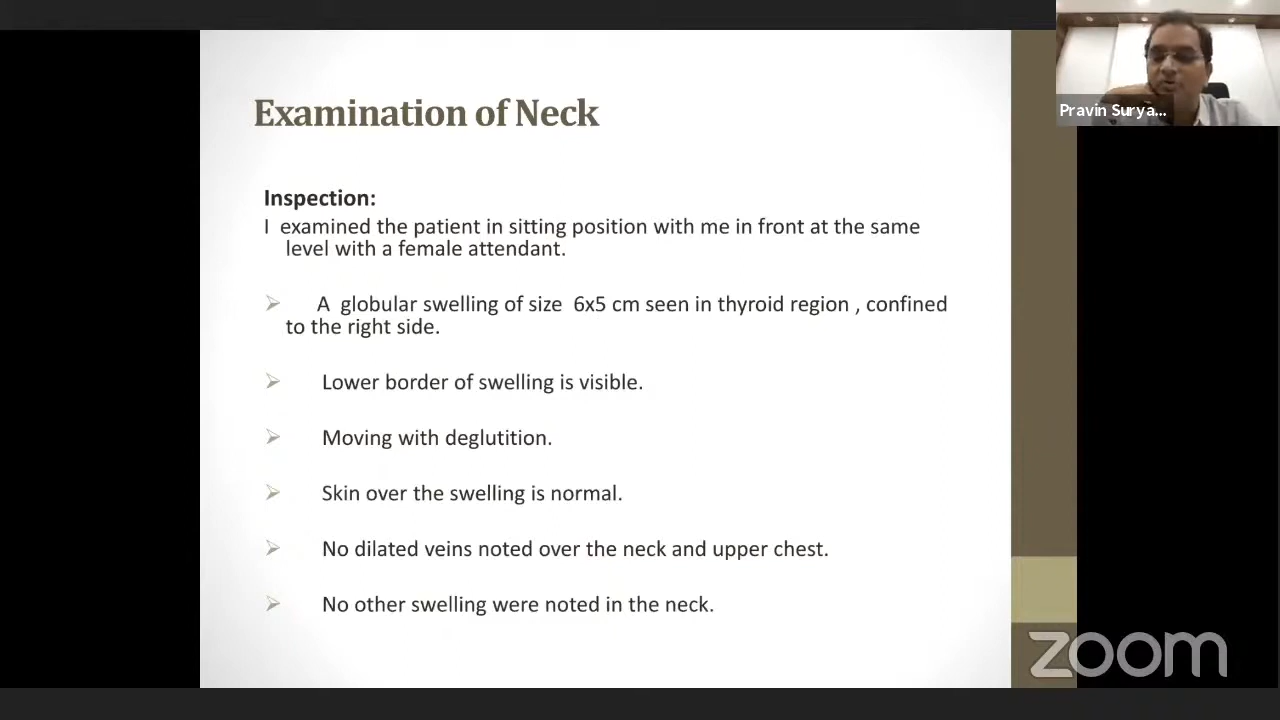 Examination of Neck
Pravin Surya...
Inspection:
I examined the patient in sitting position with me in front at the same
level with a female attendant.
A globular swelling of size 6x5 cm seen in thyroid region , confined
to the right side.
Lower border of swelling is visible.
Moving with deglutition.
Skin over the swelling is normal.
No dilated veins noted over the neck and upper chest.
No other swelling were noted in the neck.
zoom